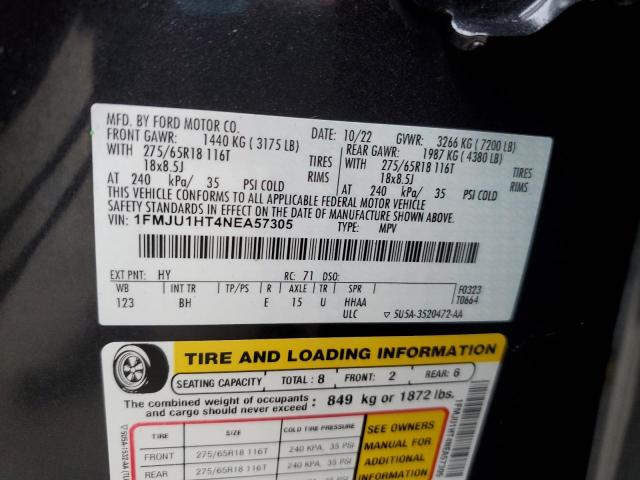 MFD. BY FORD MOTOR CO.
DATE: 10/22 GVWR: 3266 KG (7200 LB)
FRONT GAWR: 1440 KG (3175 LB) REAR GAWR: 1987 KG (4380 LB)
WITH 275/65R18 116T TIRES WITH 275/65R18 116T TIRES
18x8.5J RIMS 18x8.5J RIMS
AT 240 kPa/ 35 PSI COLD AT 240 kPa/ 35 PSI COLD
THIS VEHICLE CONFORMS TO ALL APPLICABLE FEDERAL MOTOR VEHICLE
SAFETY STANDARDS IN EFFECT ON THE DATE OF MANUFACTURE SHOWN ABOVE.
VIN: 1FMJU1HT4NEA57305 TYPE: MPV
EXT PNT: HY RC: 71 DSO:
WB INT TR TP/PS R AXLE TR SPR F0323
123 BH E 15 U HHAA T0664
ULC ▽ 5U5A-3520472-AA
TIRE AND LOADING INFORMATION
SEATING CAPACITY TOTAL: 8 FRONT: 2 REAR: 6
The combined weight of occupants
and cargo should never exceed: 849 kg or 1872 lbs.
TIRE SIZE COLD TIRE PRESSURE
FRONT 275/65R18 116T 240 KPA, 35 PSI
REAR 275/65R18 116T 240 KPA, 35 PSI
SEE OWNERS
MANUAL FOR
ADDITIONAL
INFORMATION
1FMJU1HT4NEA57305